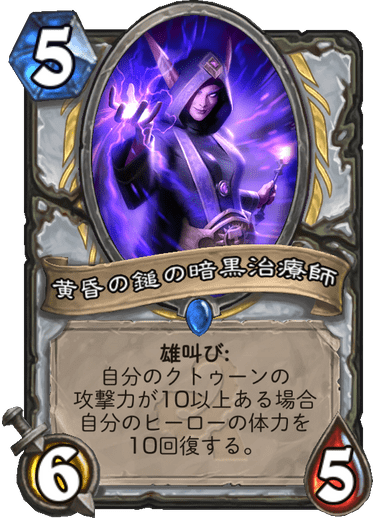 5
黄昏の鎚の暗黒治療師
雄叫び:
自分のクトゥーンの
攻撃力が10以上ある場合
自分のヒーローの体力を
10回復する。
6
5